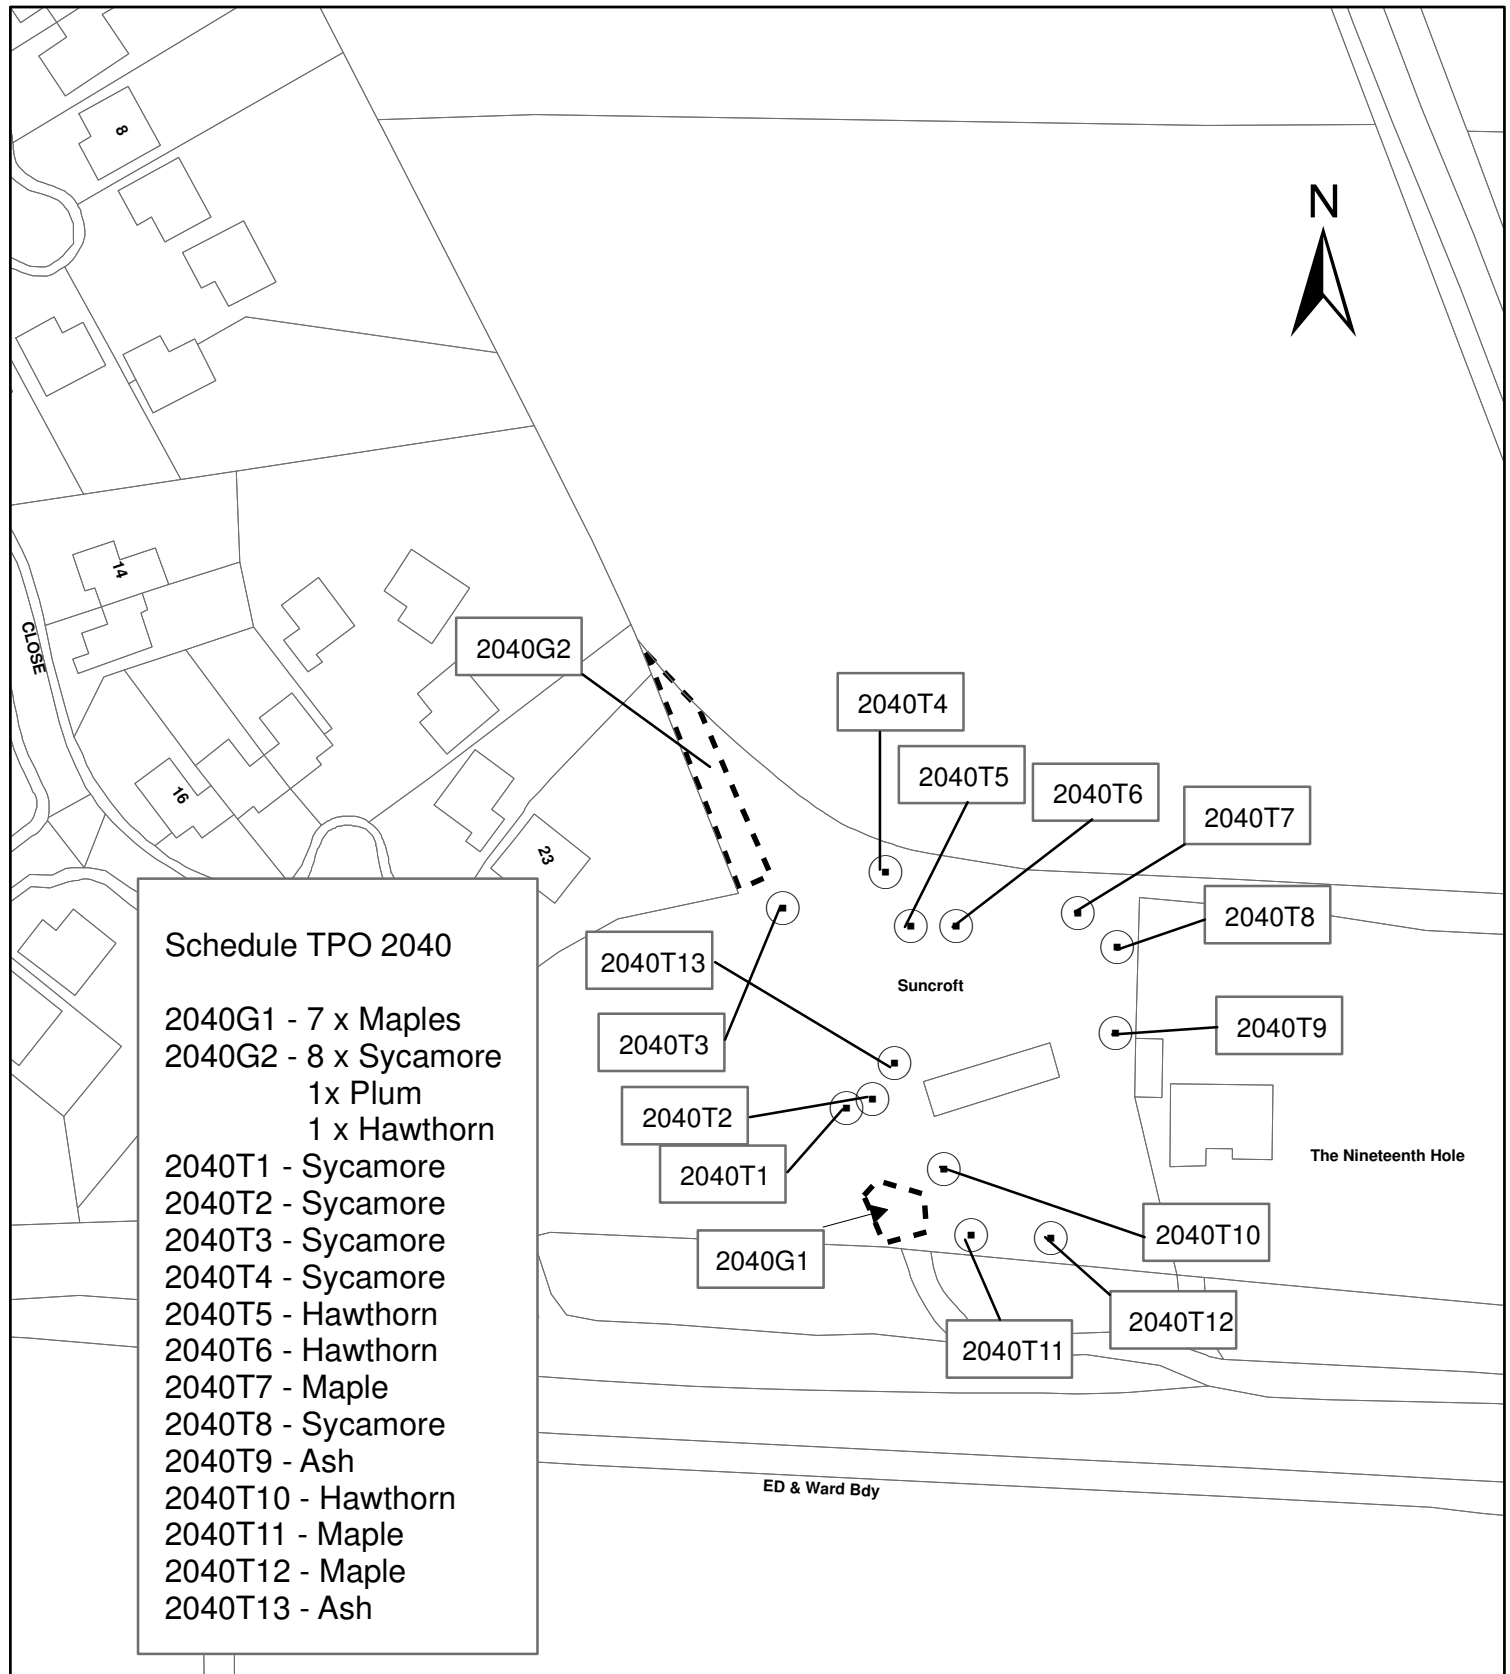 8
N
14
CLOSE
2040G2
2040T4
2040T5
2040T6
2040T7
16
23
2040T8
2040T13
Suncroft
2040T9
2040T3
2040T2
2040T1
The Nineteenth Hole
2040T10
2040G1
2040T12
2040T11
ED & Ward Bdy
Schedule TPO 2040
2040G1 - 7 x Maples
2040G2 - 8 x Sycamore
1x Plum
1 x Hawthorn
2040T1 - Sycamore
2040T2 - Sycamore
2040T3 - Sycamore
2040T4 - Sycamore
2040T5 - Hawthorn
2040T6 - Hawthorn
2040T7 - Maple
2040T8 - Sycamore
2040T9 - Ash
2040T10 - Hawthorn
2040T11 - Maple
2040T12 - Maple
2040T13 - Ash